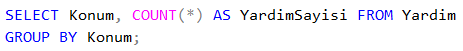 SELECT Konum, COUNT(*) AS YardimSayisi FROM Yardim
GROUP BY Konum;